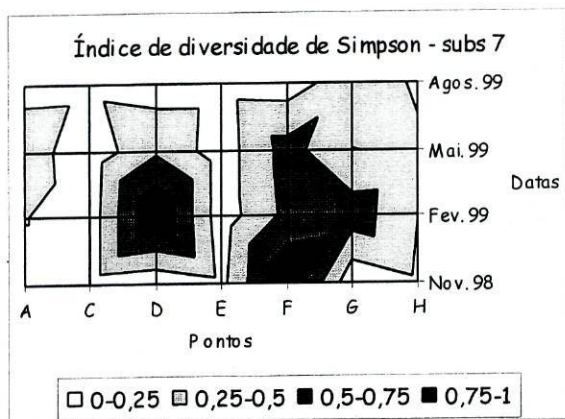 Índice de diversidade de Simpson - subs 7
Agos.99
Mai.99
Datas
Fev.99
Nov.98
A C D E F G H
Pontos
0-0,25 0,25-0,5 0,5-0,75 0,75-1